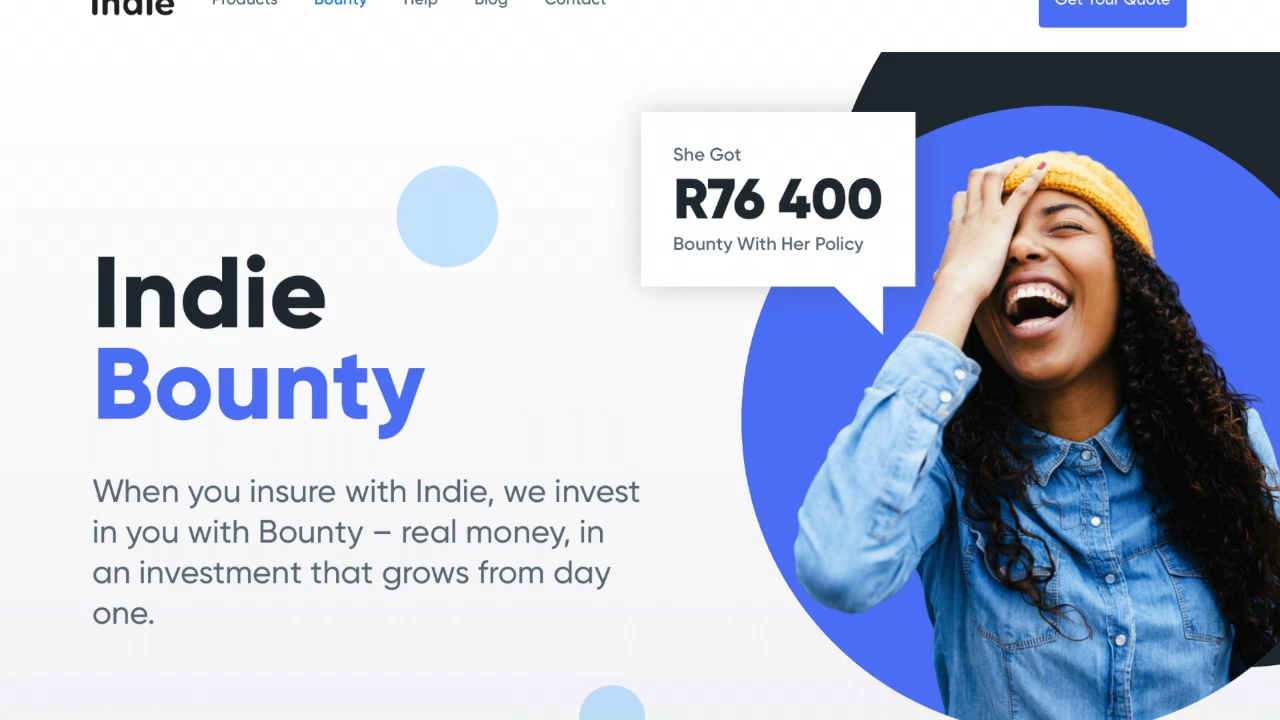 Indie
Products Bounty Help Blog Contact
Get Your Quote
She Got
R76 400
Bounty With Her Policy
Indie
Bounty
When you insure with Indie, we invest
in you with Bounty – real money, in
an investment that grows from day
one.